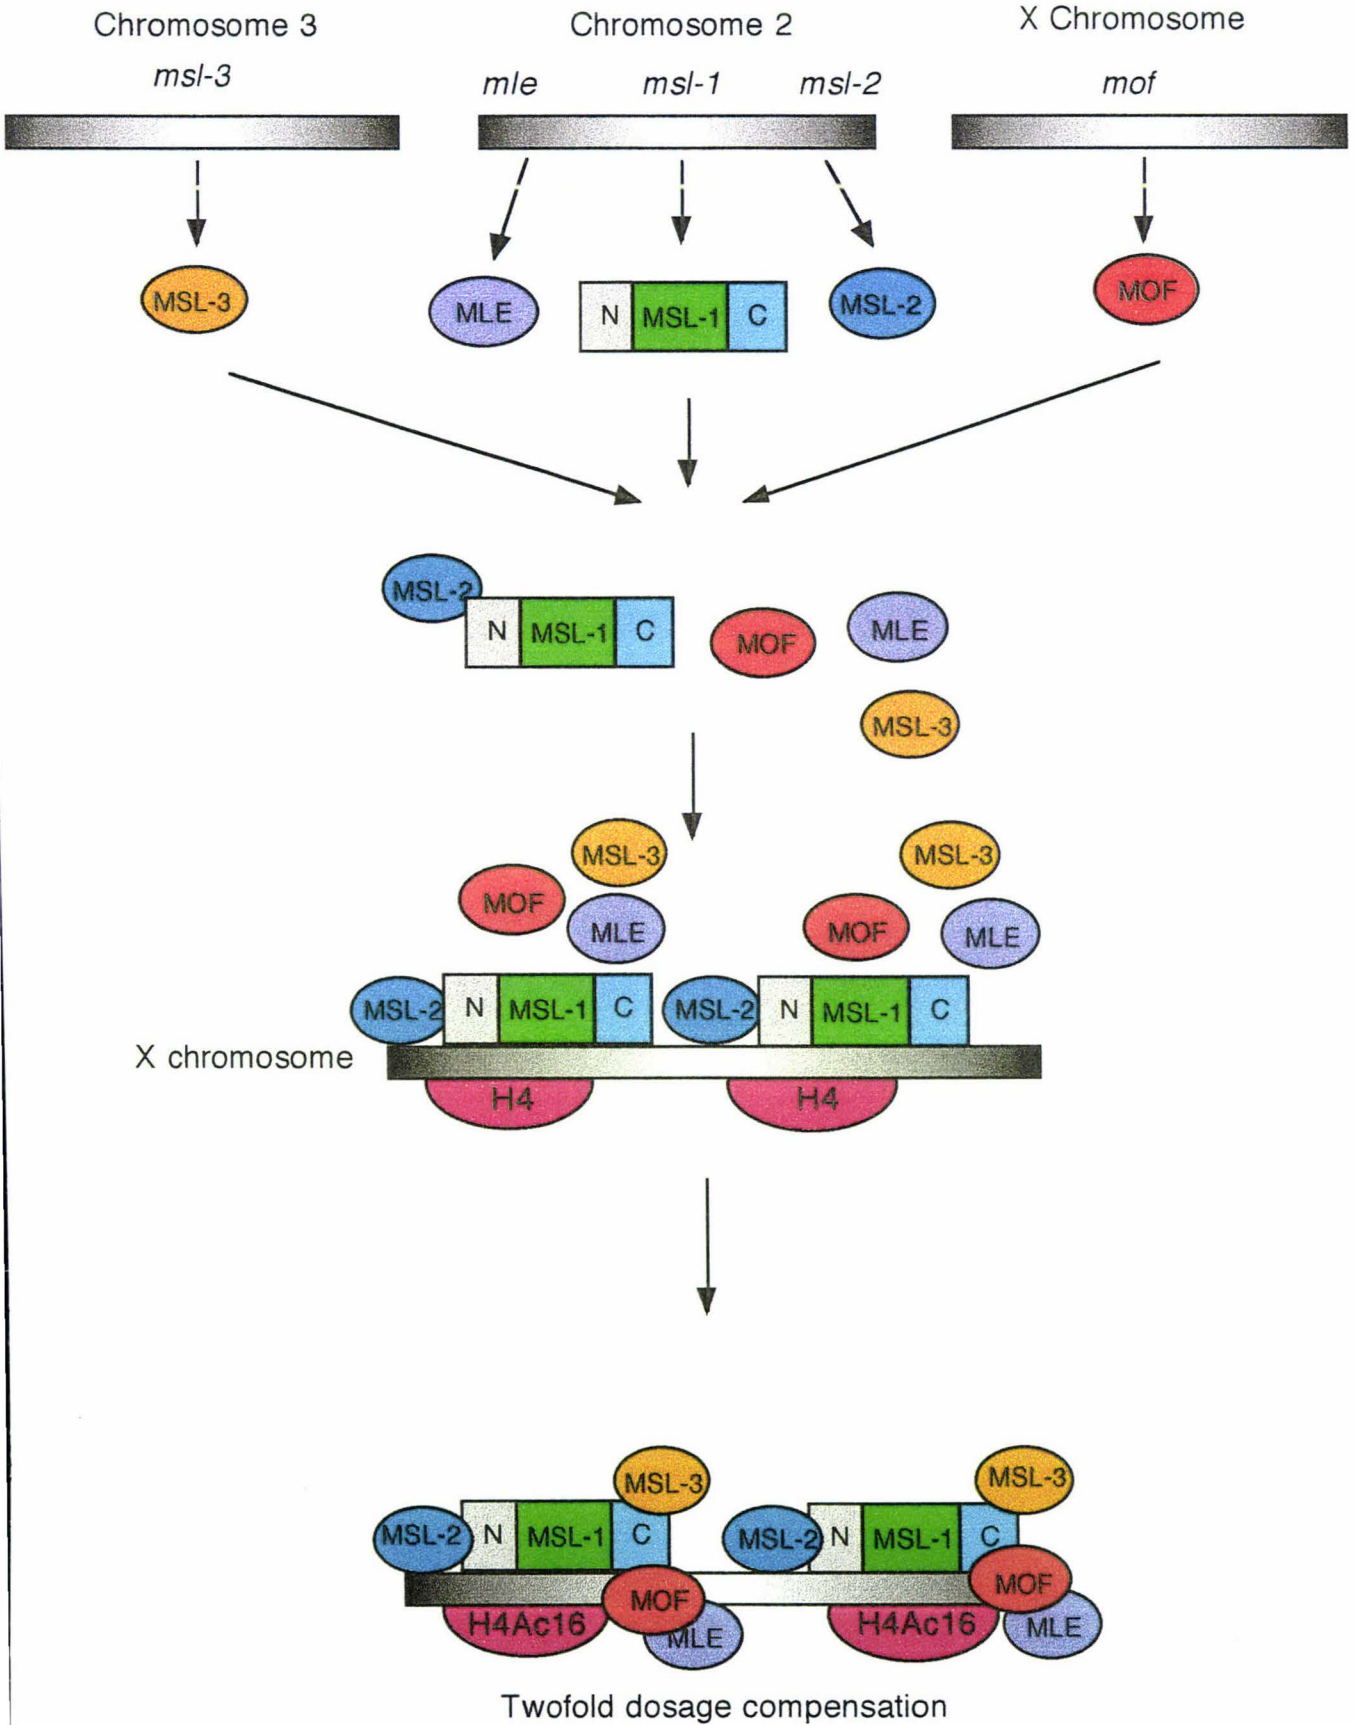 Chromosome 3 Chromosome 2 X Chromosome
msl-3 mle msl-1 msl-2 mof
MSL-3 MLE N MSL-1 C MSL-2 MOF
MSL-2
N MSL-1 C MOF MLE
MSL-3
MSL-3 MSL-3
MOF MLE MOF MLE
MSL-2 N MSL-1 C MSL-2 N MSL-1 C
X chromosome
H4 H4
MSL-3 MSL-3
MSL-2 N MSL-1 C MSL-2 N MSL-1 C
MOF MOF
H4Ac16 MLE H4Ac16 MLE
Twofold dosage compensation